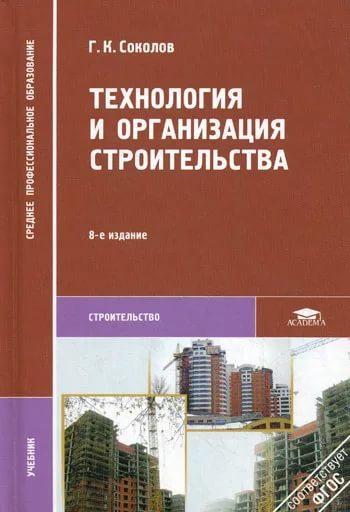 Г. К. Соколов
ТЕХНОЛОГИЯ
И ОРГАНИЗАЦИЯ
СТРОИТЕЛЬСТВА
8-е издание
СТРОИТЕЛЬСТВО
ACADEMA
СРЕДНЕЕ ПРОФЕССИОНАЛЬНОЕ ОБРАЗОВАНИЕ
УЧЕБНИК
соответствует
ФГОС